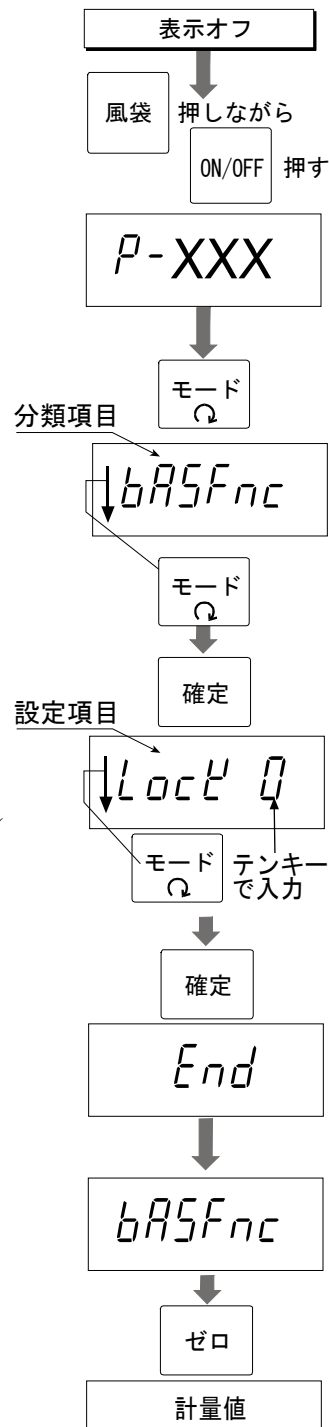 表示オフ
風袋 押しながら
ON/OFF 押す
P-XXX
モード
分類項目
bASFnc
モード
確定
設定項目
LocK 0
モード テンキー
で入力
確定
End
bASFnc
ゼロ
計量値